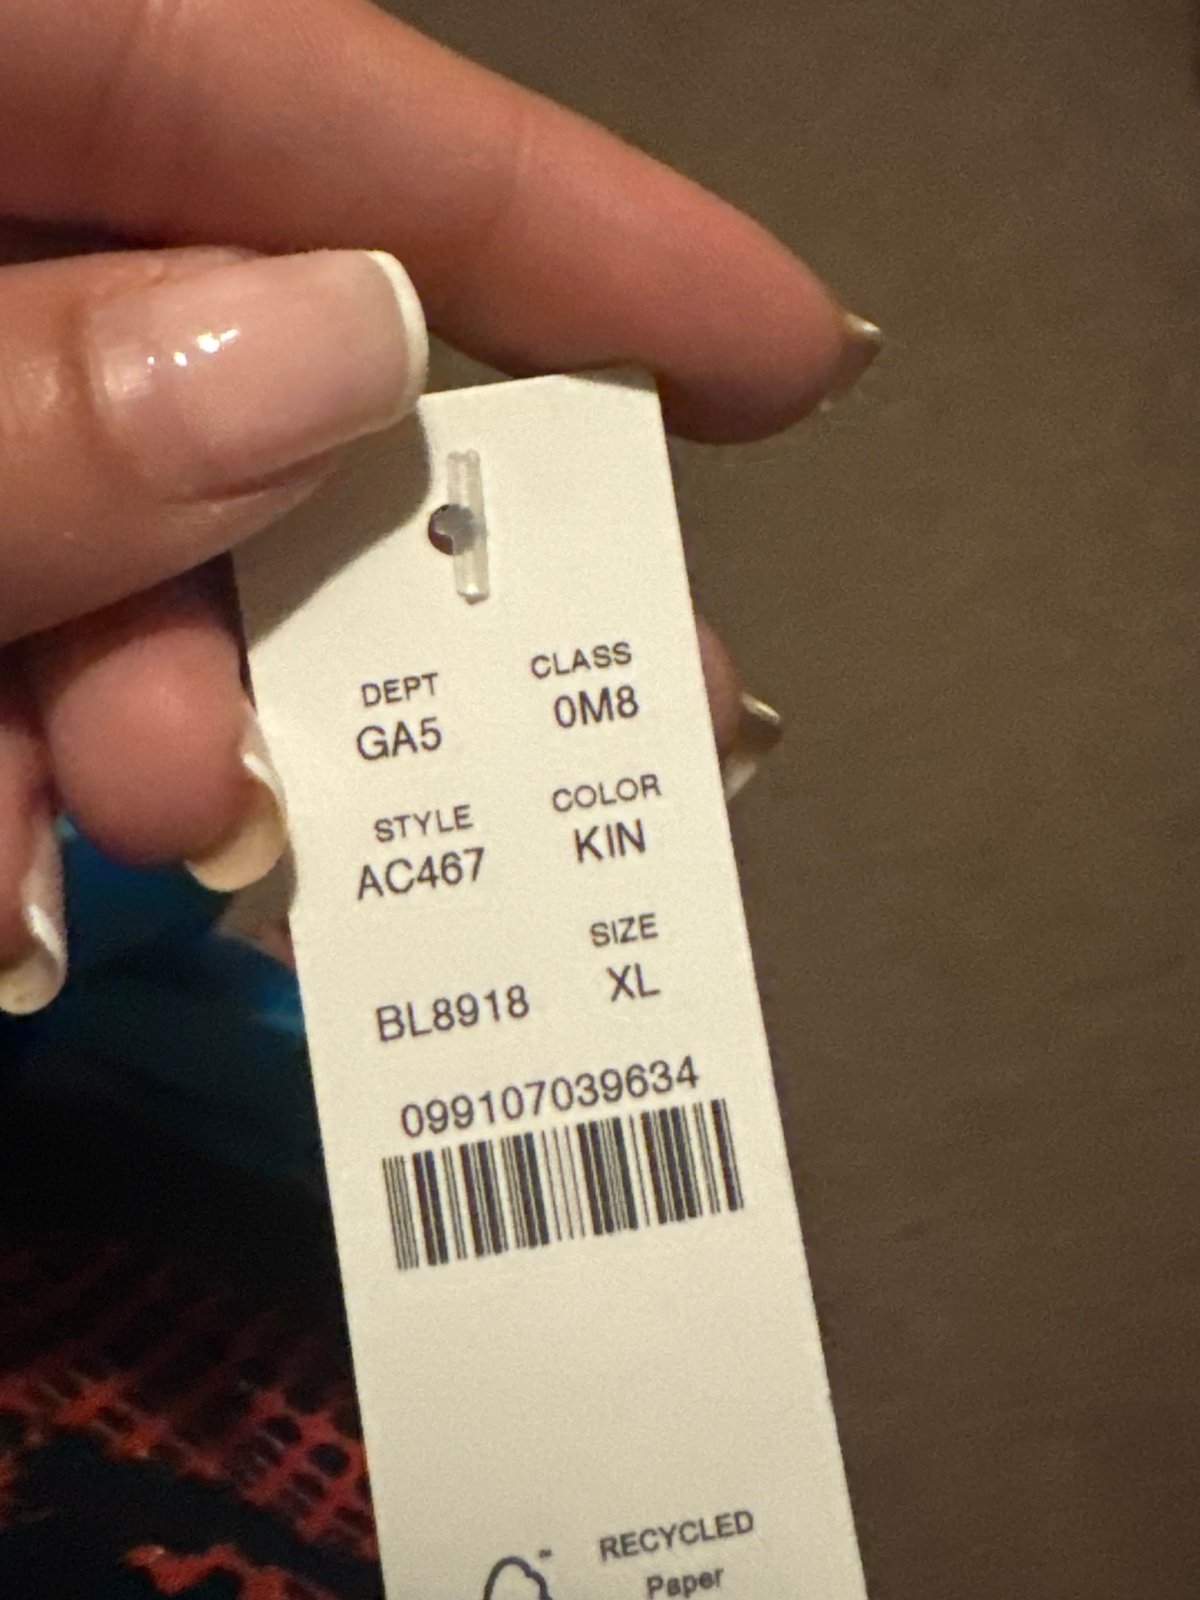 DEPT CLASS
GA5 0M8
STYLE COLOR
AC467 KIN
SIZE
BL8918 XL
099107039634
RECYCLED
Paper